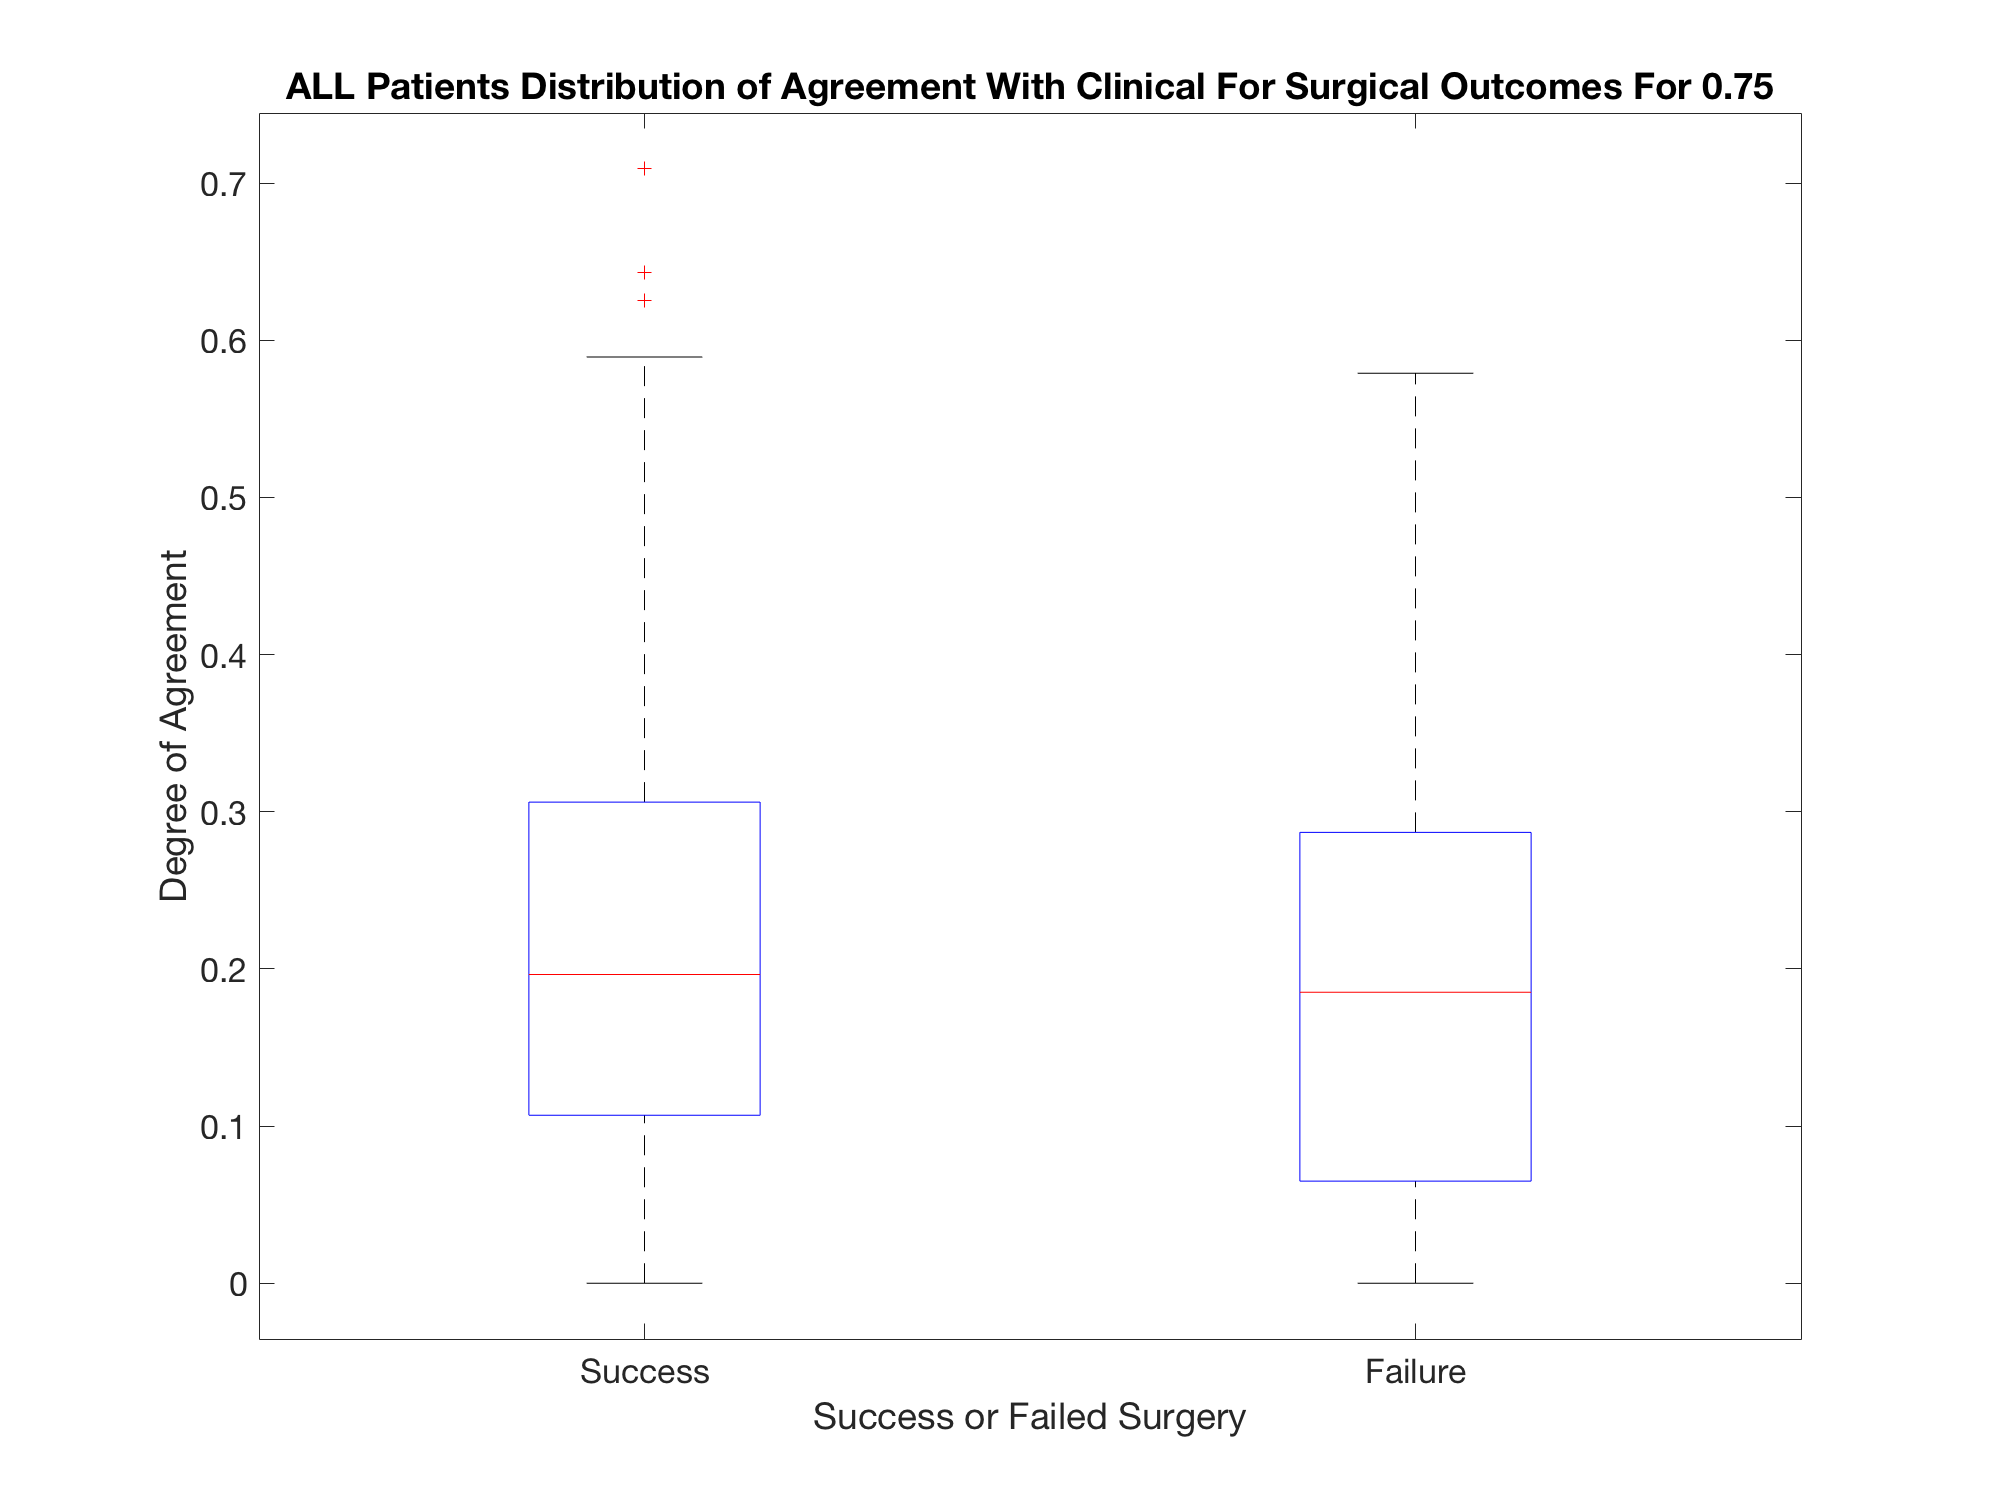 ALL Patients Distribution of Agreement With Clinical For Surgical Outcomes For 0.75
0.7
0.6
0.5
0.4
0.3
0.2
0.1
0
Degree of Agreement
Success
Failure
Success or Failed Surgery